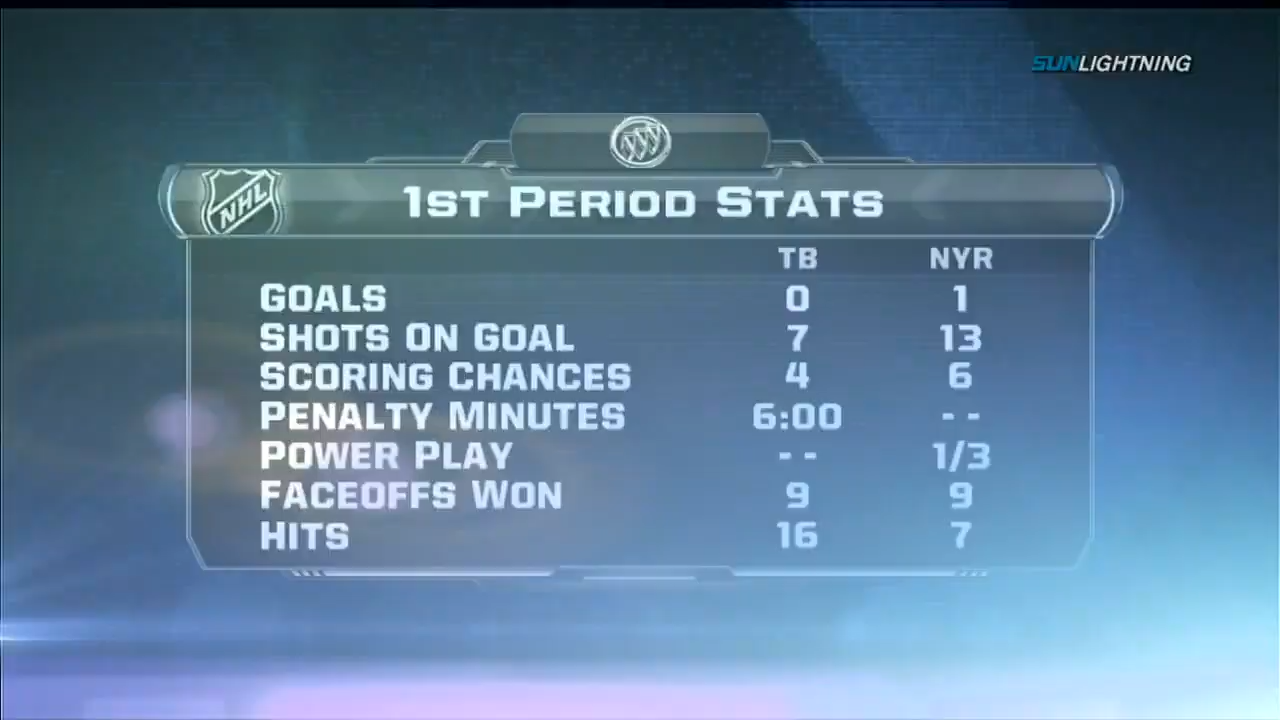 SUNLIGHTNING
NHL 1ST PERIOD STATS
TB NYR
GOALS 0 1
SHOTS ON GOAL 7 13
SCORING CHANCES 4 6
PENALTY MINUTES 6:00 - -
POWER PLAY - - 1/3
FACEOFFS WON 9 9
HITS 16 7